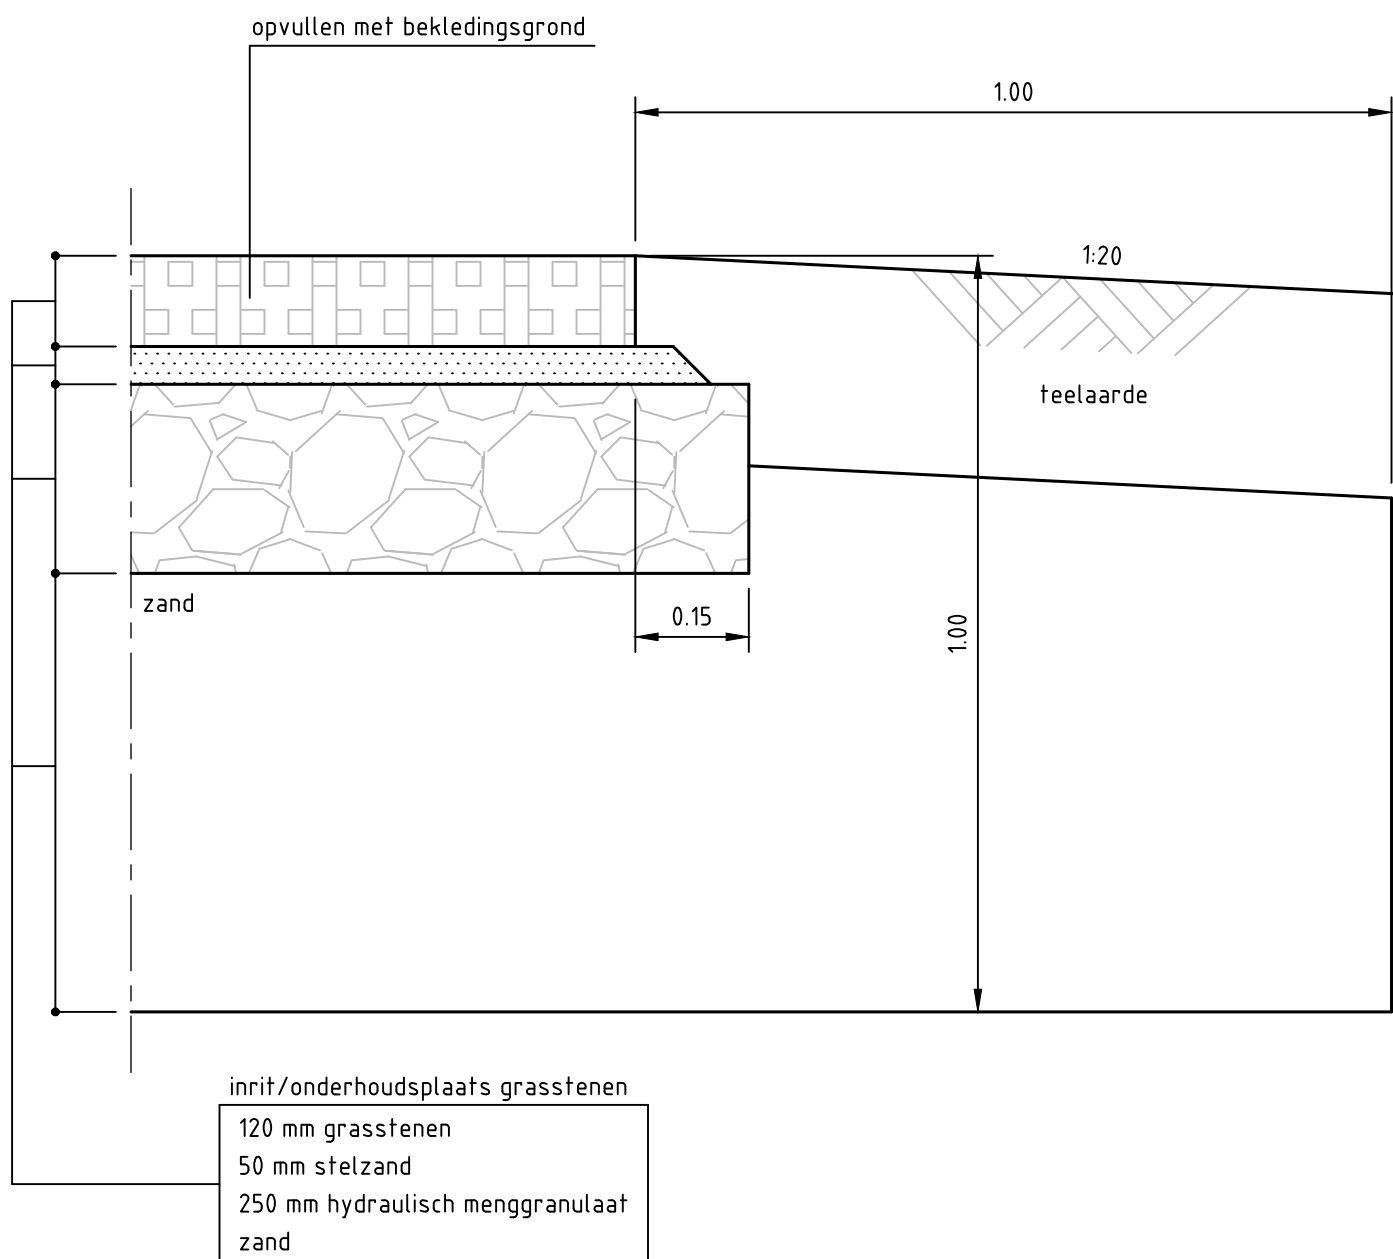 opvullen met bekledingsgrond
1.00
1:20
teelaarde
zand
0.15
1.00
inrit/onderhoudsplaats grasstenen
120 mm grasstenen
50 mm stelzand
250 mm hydraulisch menggranulaat
zand